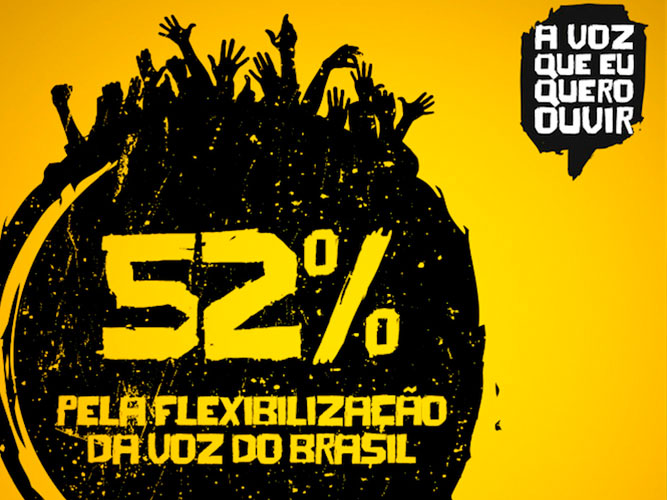 A VOZ
QUE EU
QUERO
OUVIR
52%
PELA FLEXIBILIZAÇÃO
DA VOZ DO BRASIL